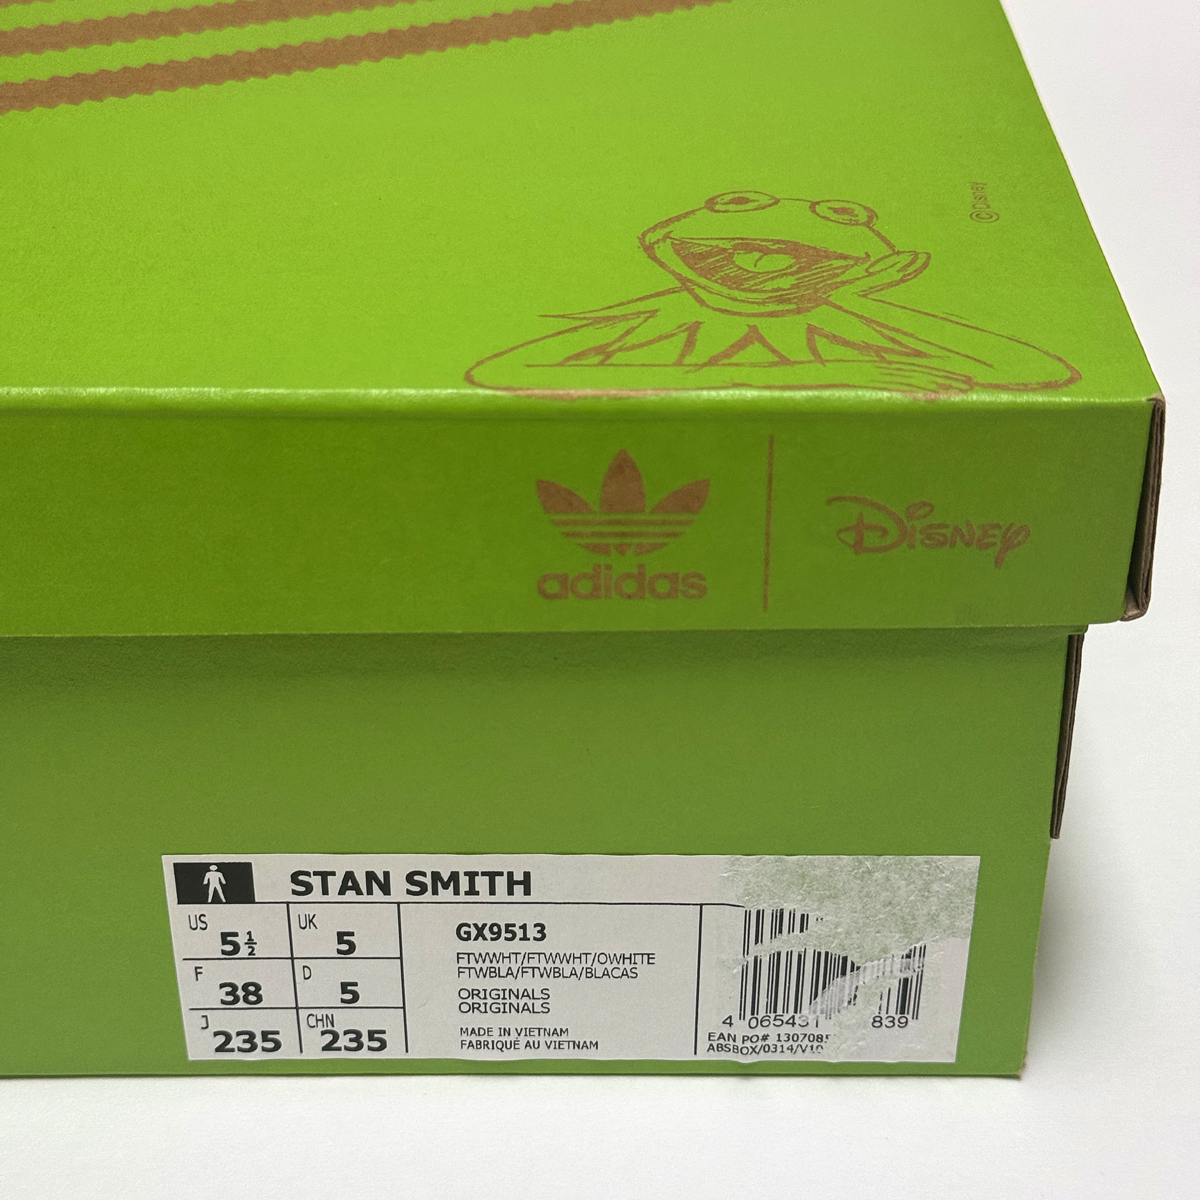 ©Disney
adidas
Disney
STAN SMITH
US 5½
UK 5
F 38
D 5
J 235
CHN 235
GX9513
FTWWHT/FTWWHT/OWHITE
FTWBLA/FTWBLA/BLACAS
ORIGINALS
ORIGINALS
MADE IN VIETNAM
FABRIQUÉ AU VIETNAM
4 065431 839
EAN PO# 130708
ABSBOX/0314/V10